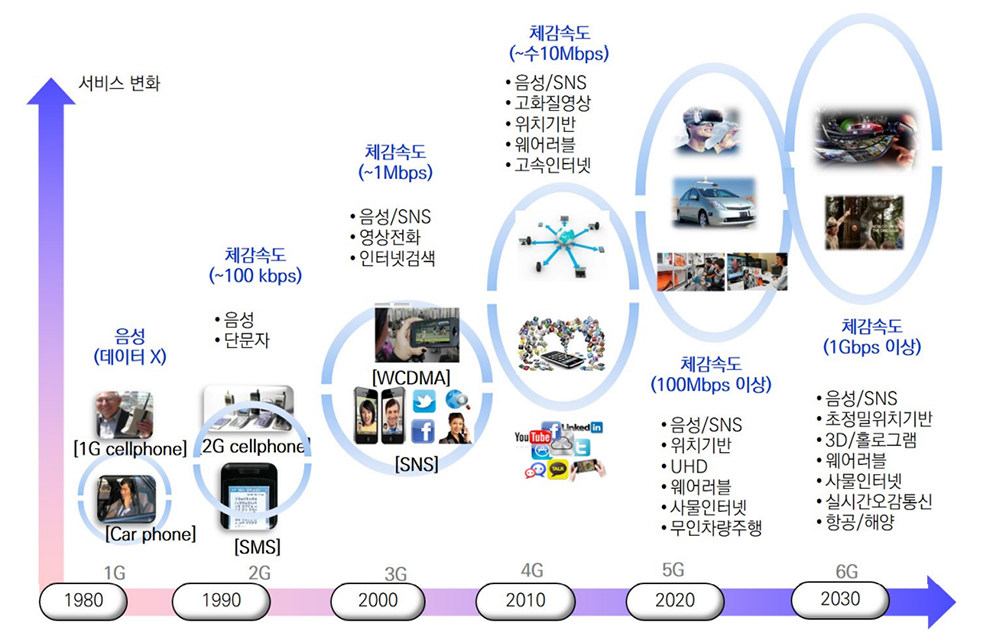 서비스 변화
음성
(데이터 X)
[1G cellphone]
[Car phone]
체감속도
(~100 kbps)
• 음성
• 단문자
[2G cellphone]
[SMS]
체감속도
(~1Mbps)
• 음성/SNS
• 영상전화
• 인터넷검색
[WCDMA]
[SNS]
체감속도
(~수10Mbps)
• 음성/SNS
• 고화질영상
• 위치기반
• 웨어러블
• 고속인터넷
Linked in
You Tube
TALK
체감속도
(100Mbps 이상)
• 음성/SNS
• 위치기반
• UHD
• 웨어러블
• 사물인터넷
• 무인차량주행
체감속도
(1Gbps 이상)
• 음성/SNS
• 초정밀위치기반
• 3D/홀로그램
• 웨어러블
• 사물인터넷
• 실시간오감통신
• 항공/해양
1G 2G 3G 4G 5G 6G
1980 1990 2000 2010 2020 2030